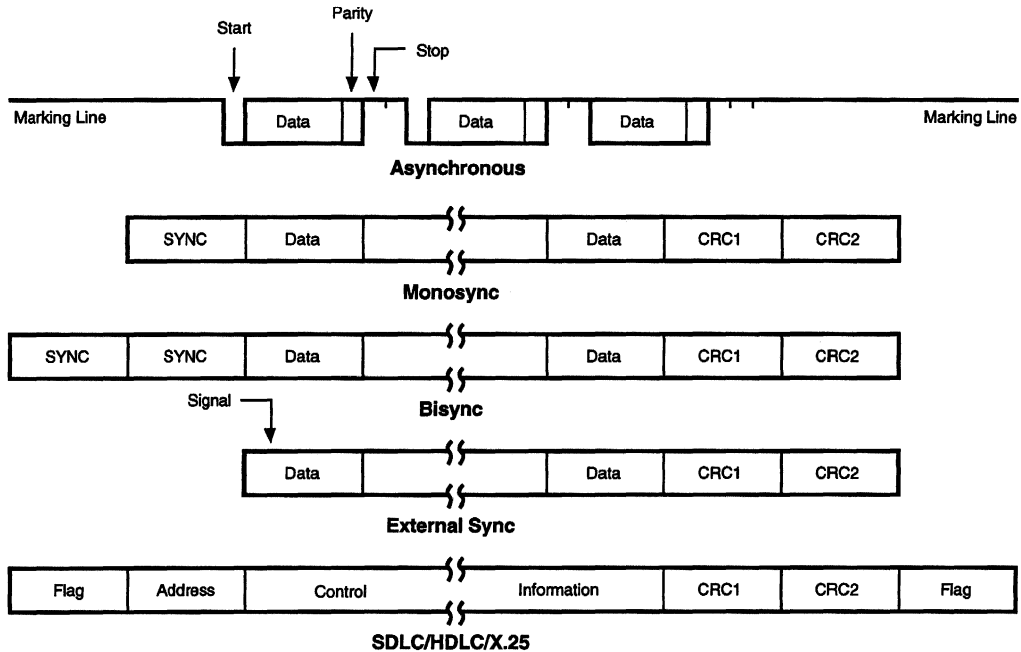 Parity
Start
Stop
Marking Line
Data
Data
Data
Marking Line
Asynchronous
SYNC
Data
Data
CRC1
CRC2
Monosync
SYNC
SYNC
Data
Data
CRC1
CRC2
Bisync
Signal
Data
Data
CRC1
CRC2
External Sync
Flag
Address
Control
Information
CRC1
CRC2
Flag
SDLC/HDLC/X.25